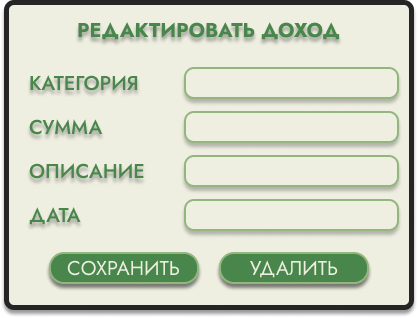 РЕДАКТИРОВАТЬ ДОХОД
КАТЕГОРИЯ
СУММА
ОПИСАНИЕ
ДАТА
СОХРАНИТЬ УДАЛИТЬ